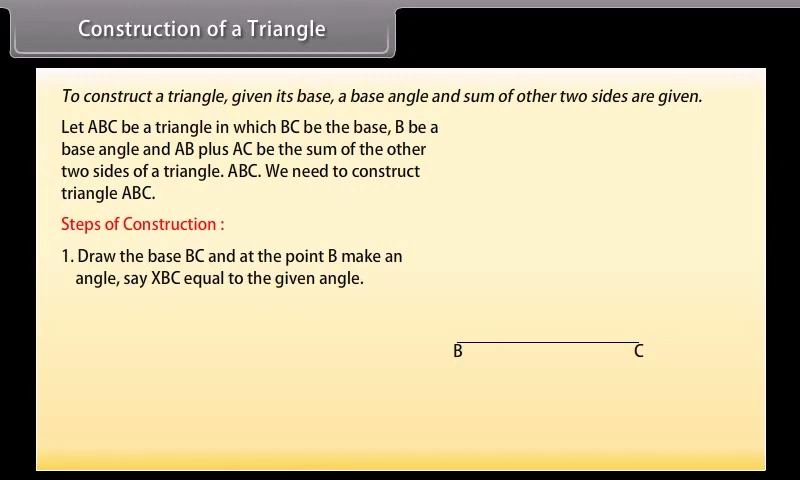 Construction of a Triangle
To construct a triangle, given its base, a base angle and sum of other two sides are given.
Let ABC be a triangle in which BC be the base, B be a
base angle and AB plus AC be the sum of the other
two sides of a triangle. ABC. We need to construct
triangle ABC.
Steps of Construction :
1. Draw the base BC and at the point B make an
angle, say XBC equal to the given angle.
B C